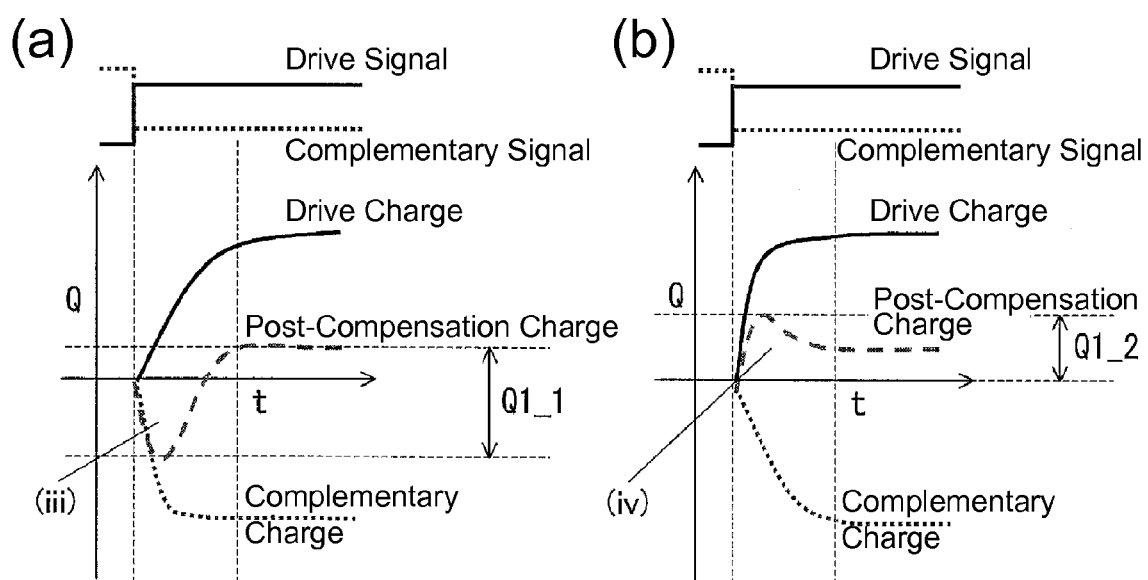 (a)
Drive Signal
Complementary Signal
Drive Charge
Q
Post-Compensation Charge
t
Q1_1
(iii)
Complementary
Charge
(b)
Drive Signal
Complementary Signal
Drive Charge
Q
Post-Compensation
Charge
Q1_2
t
(iv)
Complementary
Charge